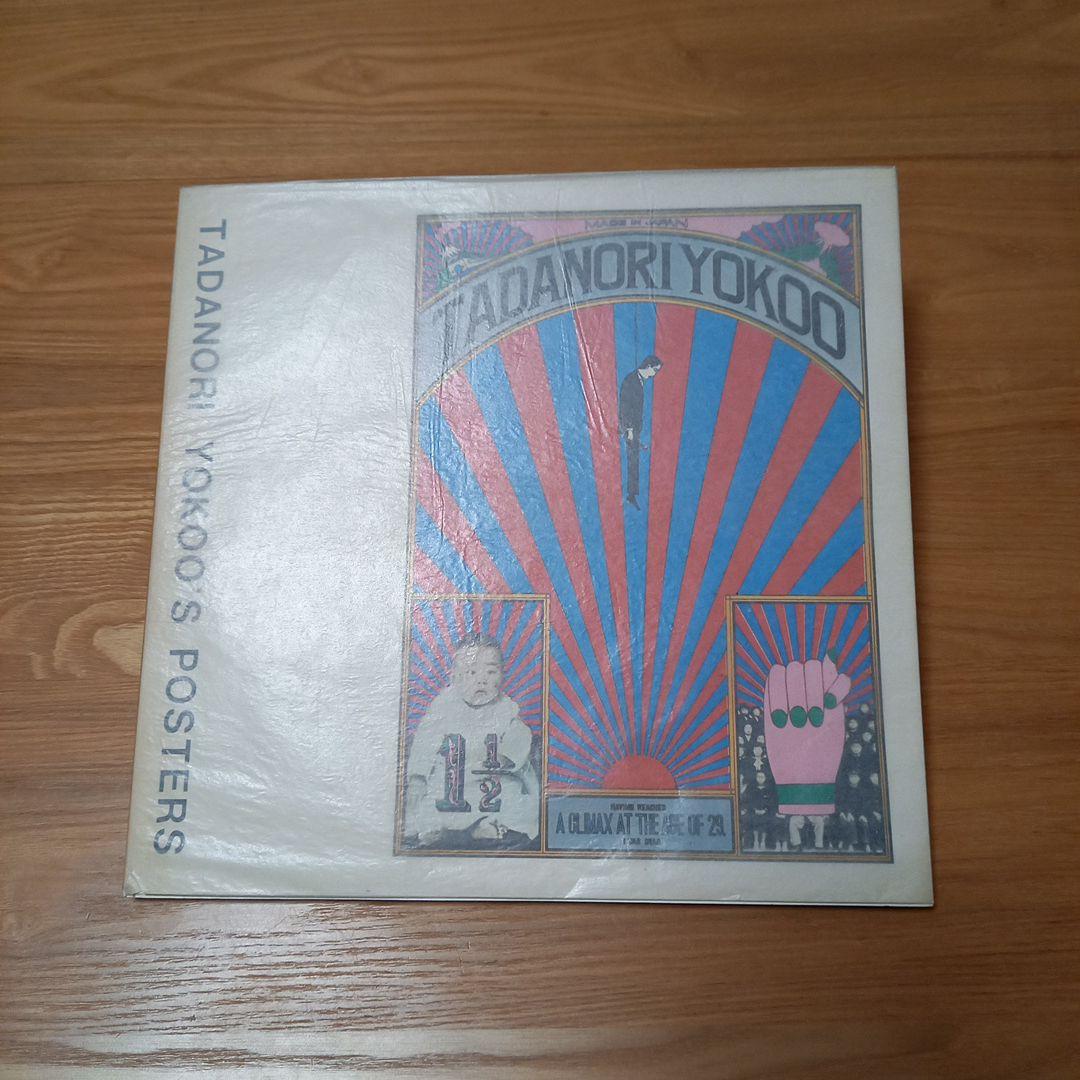 TADANORI YOKOO'S POSTERS
MADE IN JAPAN
TADANORI YOKOO
1 1/2
HAVING REACHED
A CLIMAX AT THE AGE OF 29,
I WAS DEAD